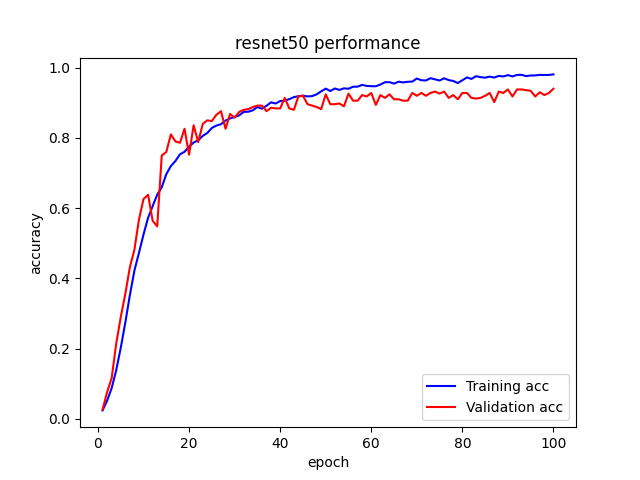 resnet50 performance
1.0
0.8
0.6
0.4
0.2
0.0
accuracy
Training acc
Validation acc
0 20 40 60 80 100
epoch